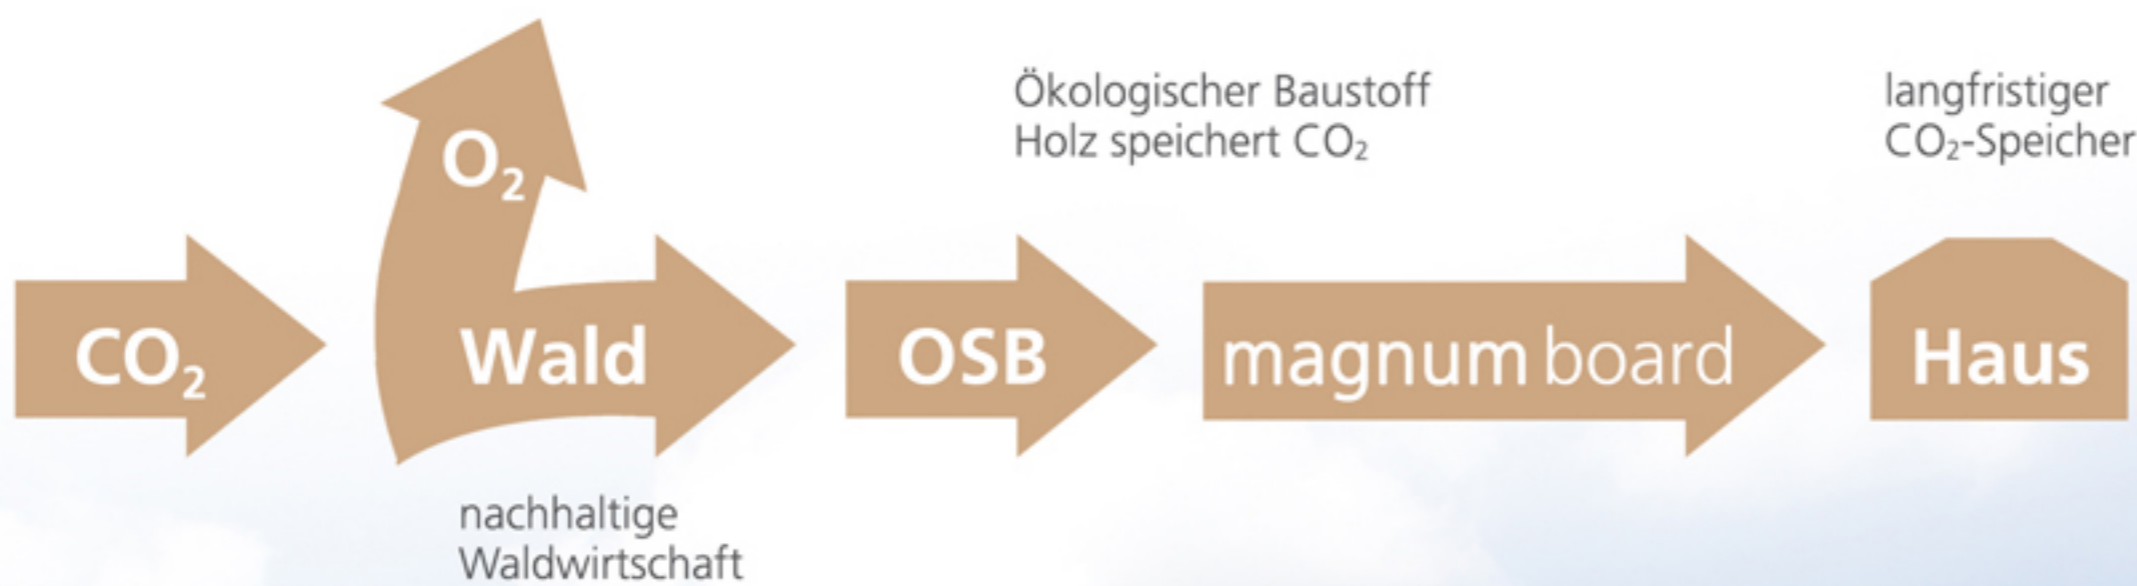 Ökologischer Baustoff
Holz speichert CO₂
langfristiger
CO₂-Speicher
O₂
CO₂
Wald
OSB
magnum board
Haus
nachhaltige
Waldwirtschaft